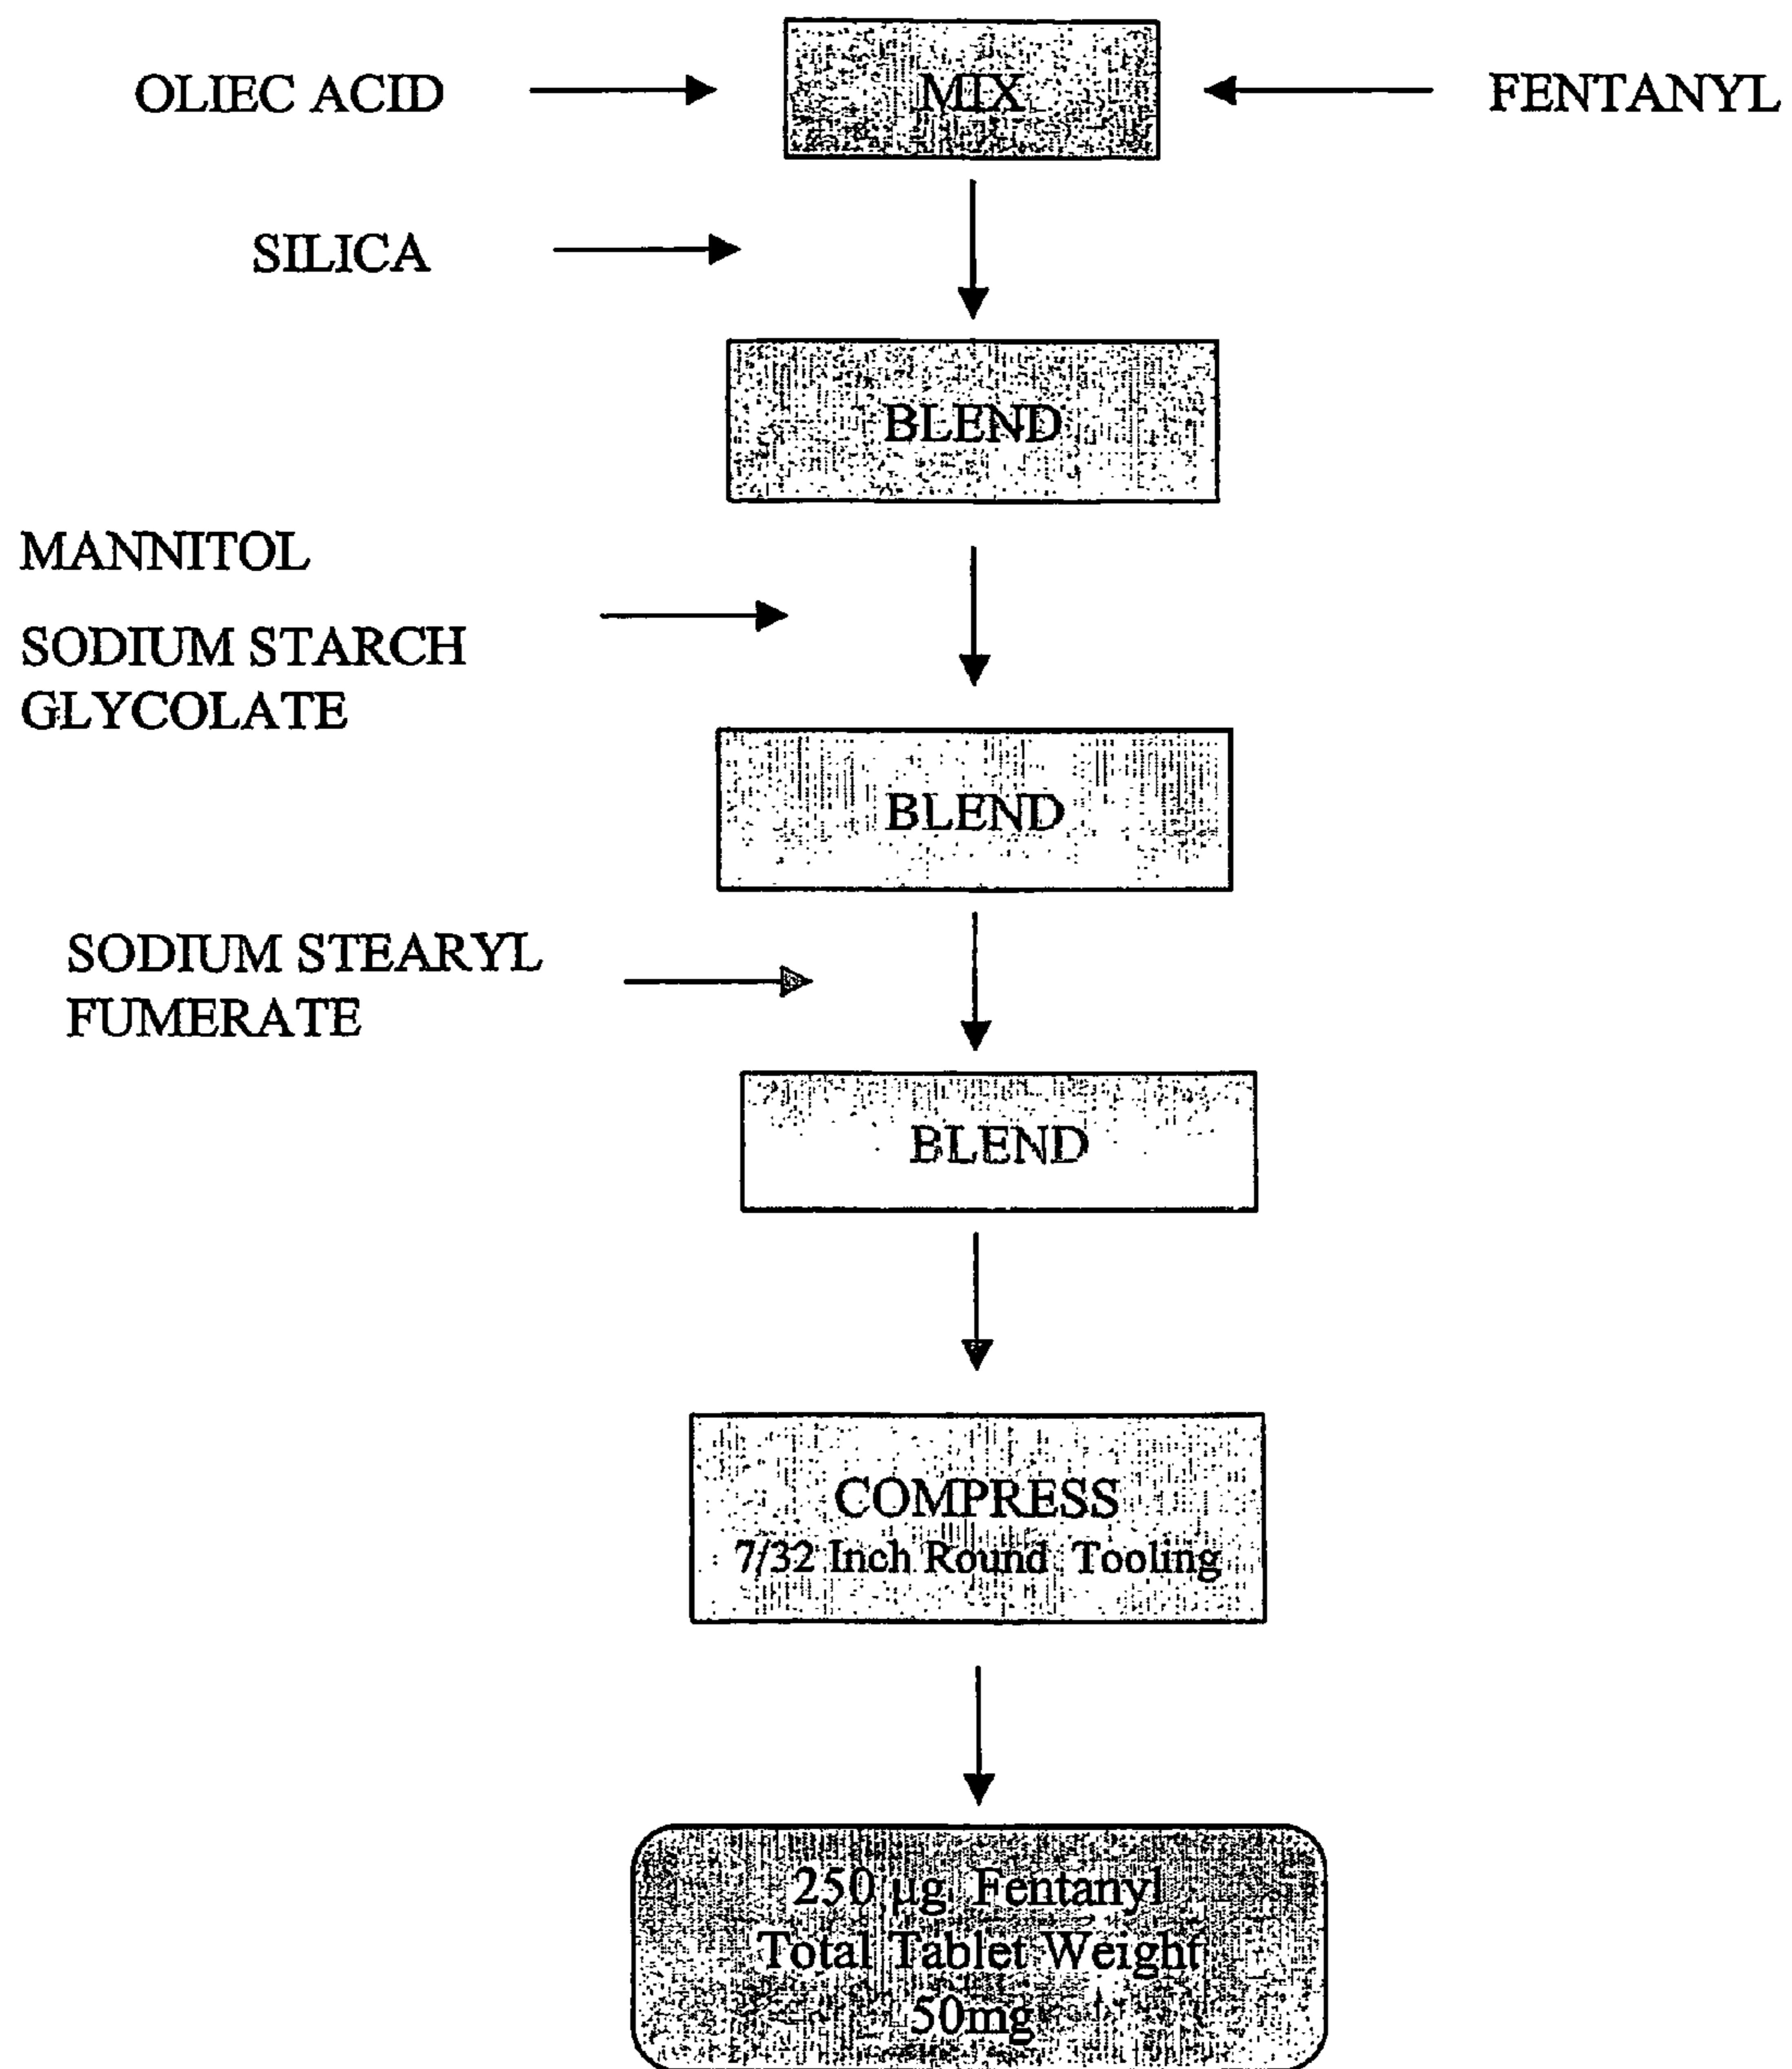 OLIEC ACID
MIX
FENTANYL
SILICA
BLEND
MANNITOL
SODIUM STARCH
GLYCOLATE
BLEND
SODIUM STEARYL
FUMERATE
BLEND
COMPRESS
7/32 Inch Round Tooling
250 µg Fentanyl
Total Tablet Weight
50mg